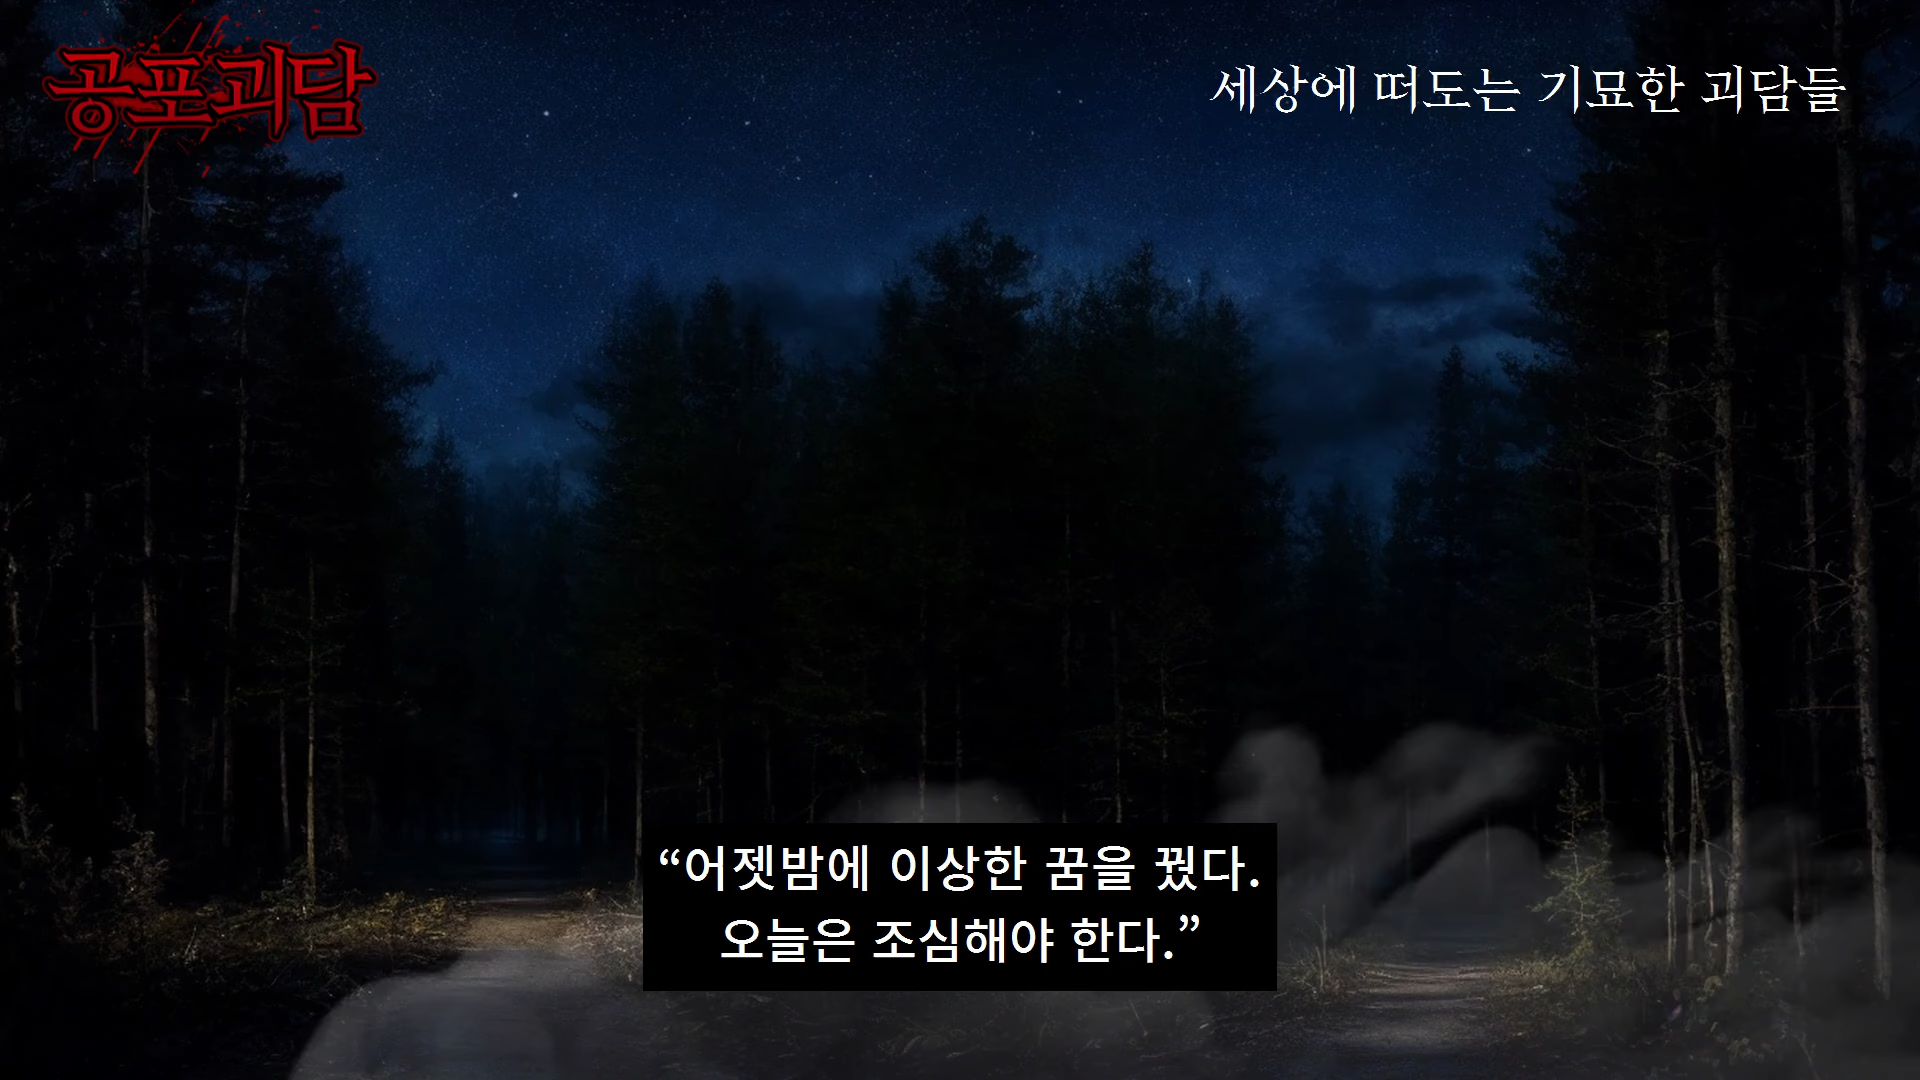 공포괴담
세상에 떠도는 기묘한 괴담들
“어젯밤에 이상한 꿈을 꿨다.
오늘은 조심해야 한다.”